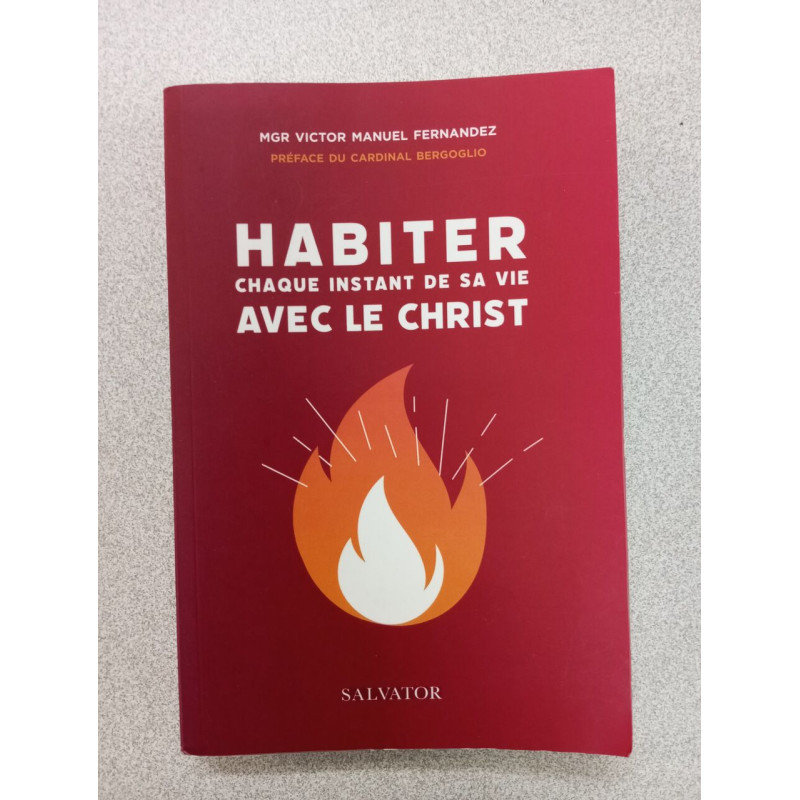 MGR VICTOR MANUEL FERNANDEZ
PRÉFACE DU CARDINAL BERGOGLIO
HABITER
CHAQUE INSTANT DE SA VIE
AVEC LE CHRIST
SALVATOR